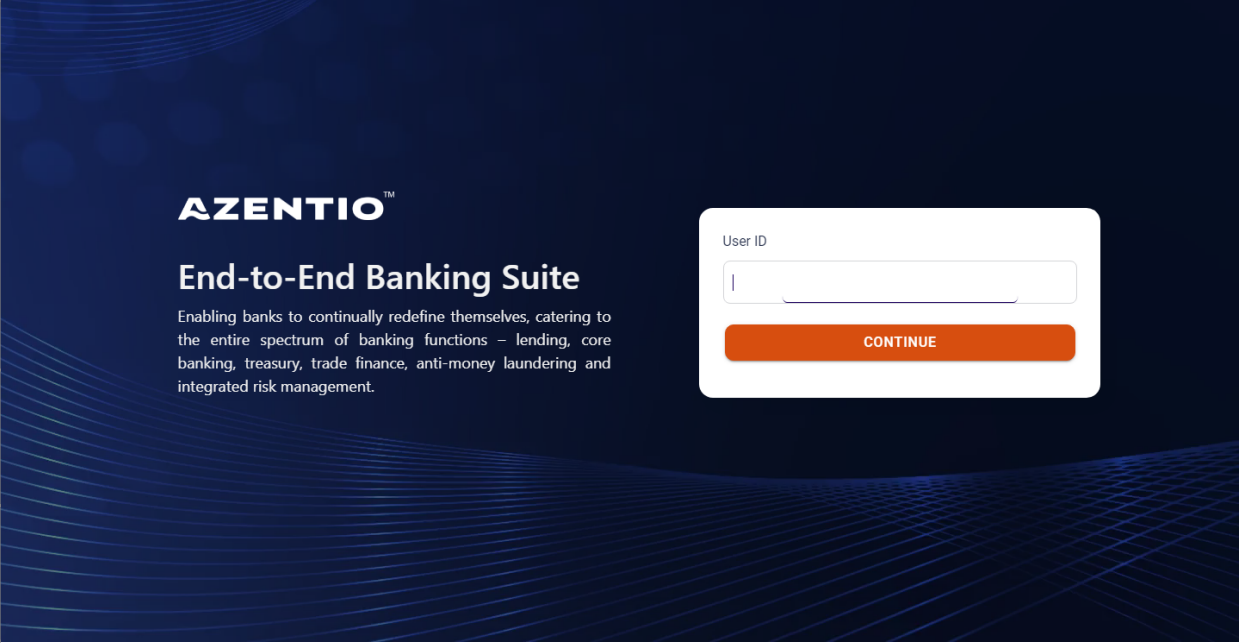 AZENTIO™
End-to-End Banking Suite
Enabling banks to continually redefine themselves, catering to
the entire spectrum of banking functions – lending, core
banking, treasury, trade finance, anti-money laundering and
integrated risk management.
User ID
CONTINUE